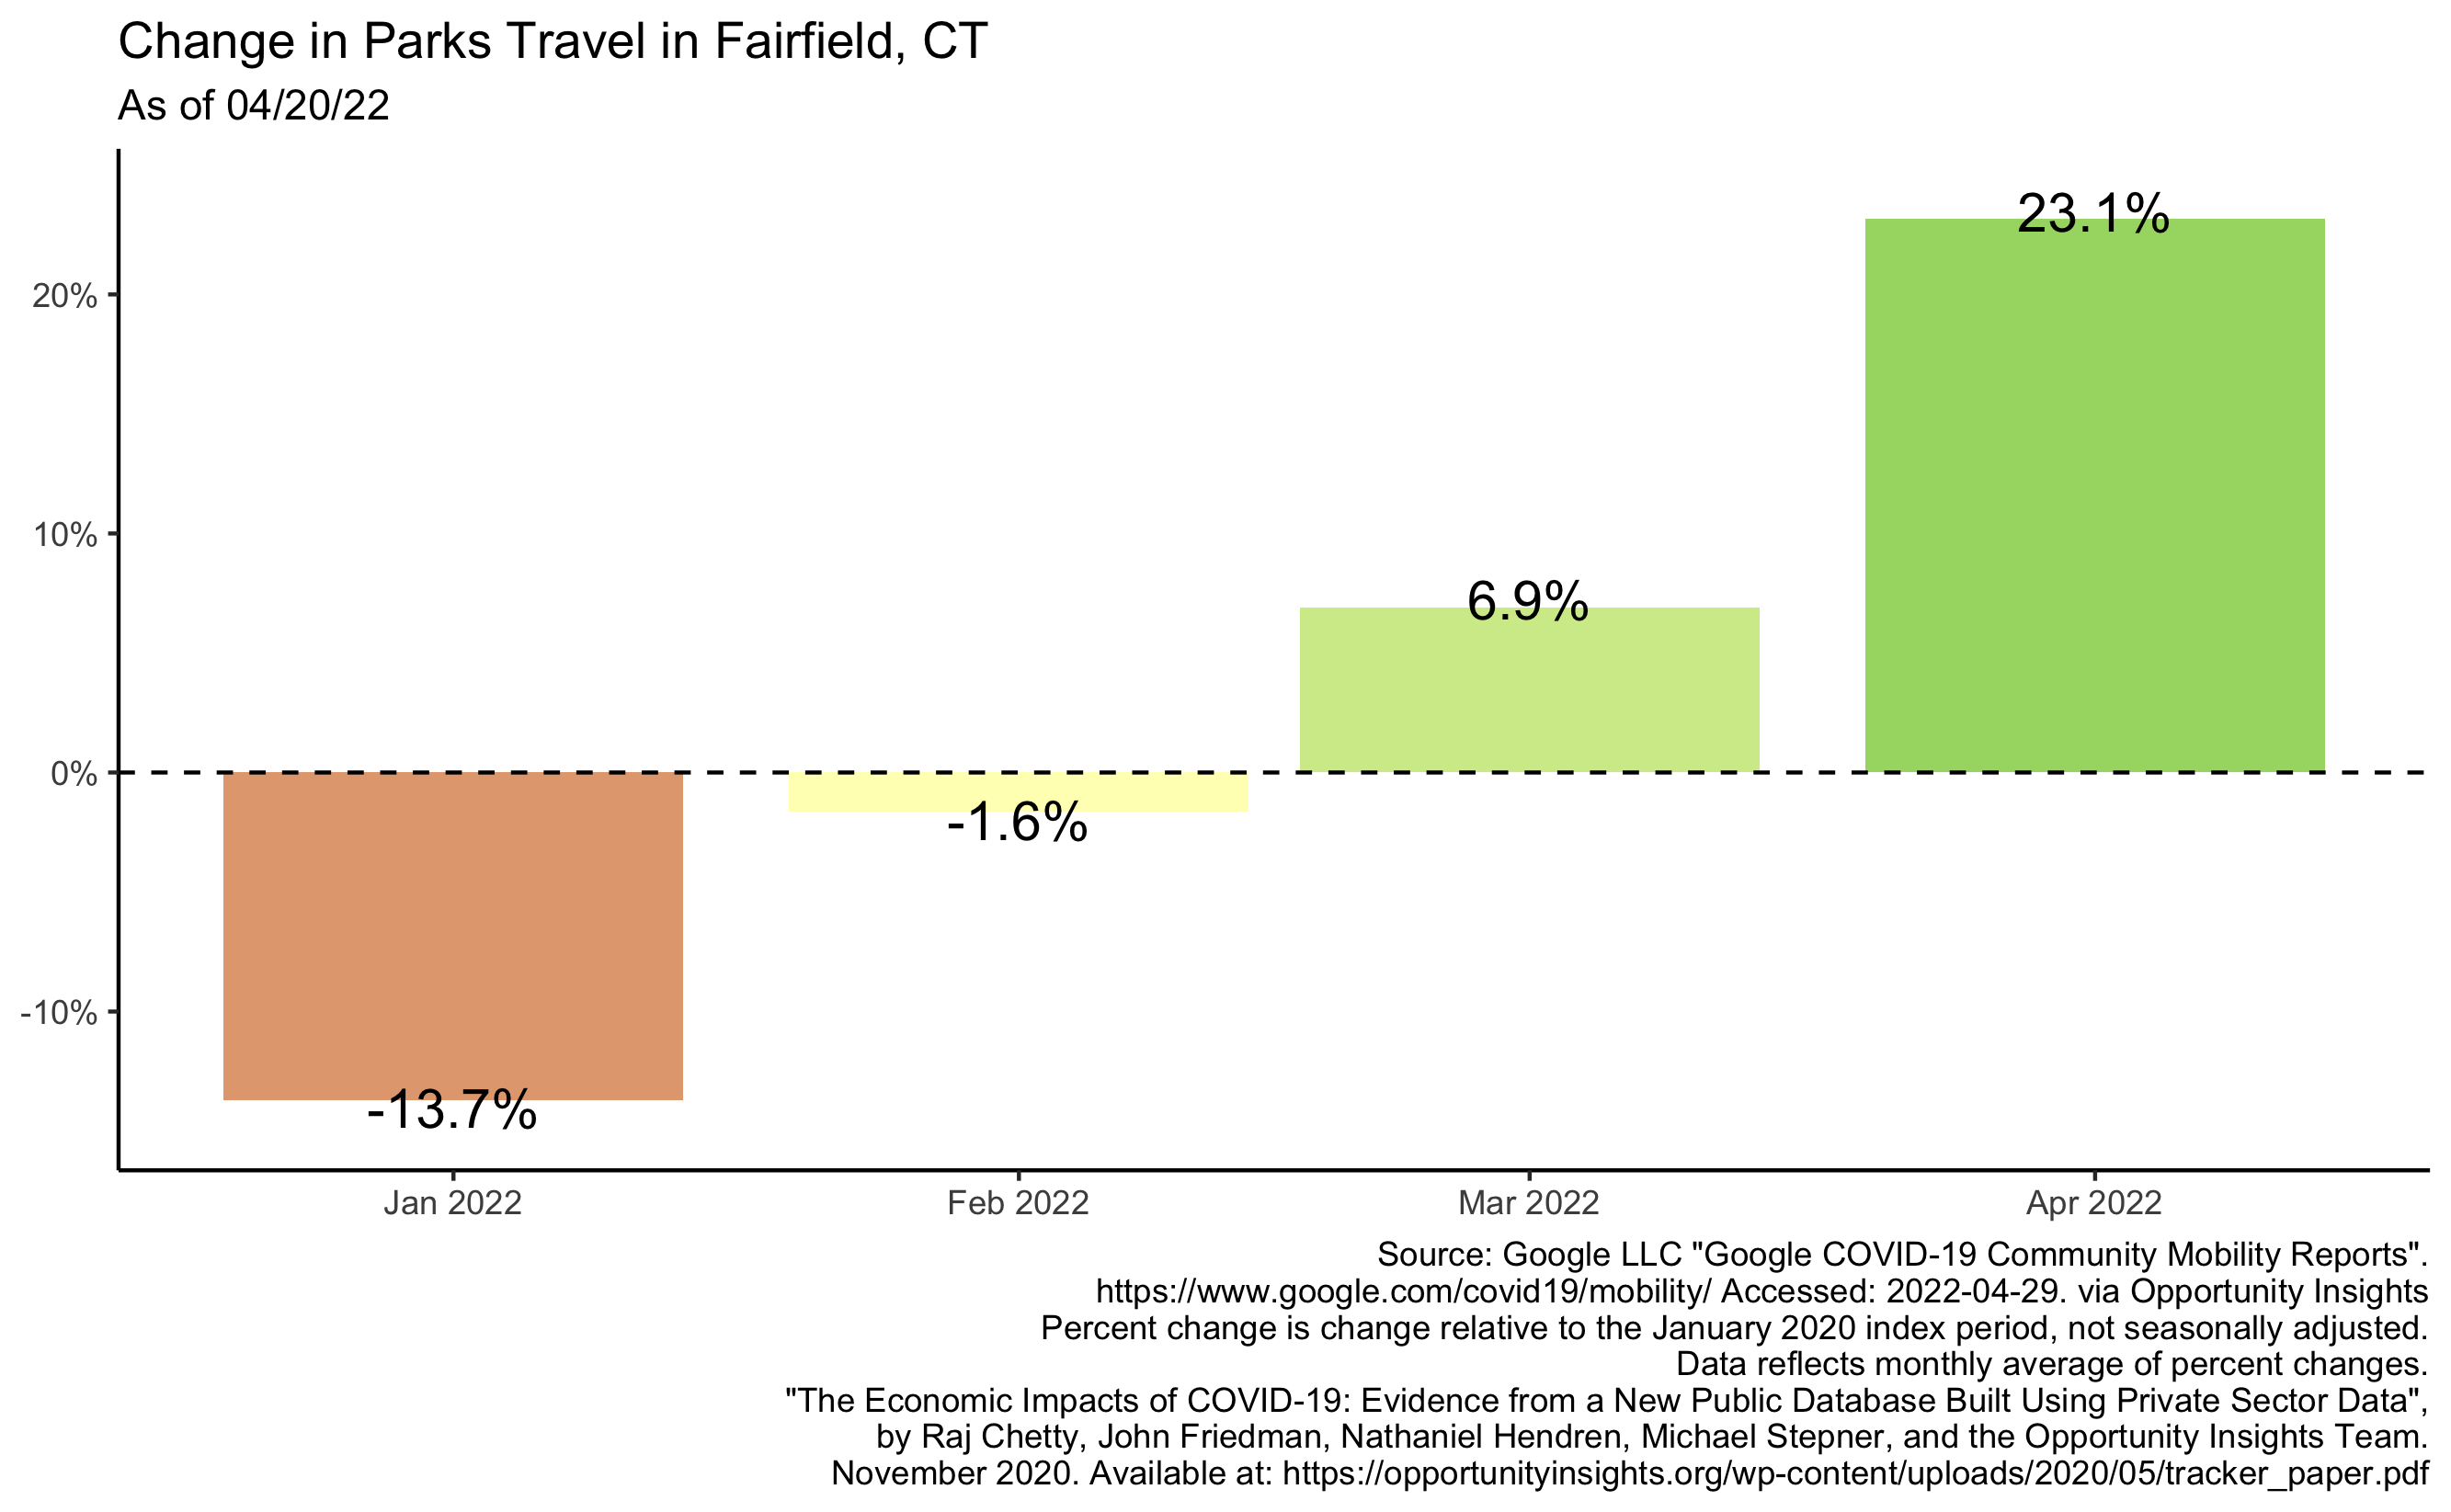 Change in Parks Travel in Fairfield, CT
As of 04/20/22
23.1%
20%
10%
6.9%
0%
-1.6%
-10%
-13.7%
Jan 2022
Feb 2022
Mar 2022
Apr 2022
Source: Google LLC "Google COVID-19 Community Mobility Reports".
https://www.google.com/covid19/mobility/ Accessed: 2022-04-29. via Opportunity Insights
Percent change is change relative to the January 2020 index period, not seasonally adjusted.
Data reflects monthly average of percent changes.
"The Economic Impacts of COVID-19: Evidence from a New Public Database Built Using Private Sector Data",
by Raj Chetty, John Friedman, Nathaniel Hendren, Michael Stepner, and the Opportunity Insights Team.
November 2020. Available at: https://opportunityinsights.org/wp-content/uploads/2020/05/tracker_paper.pdf